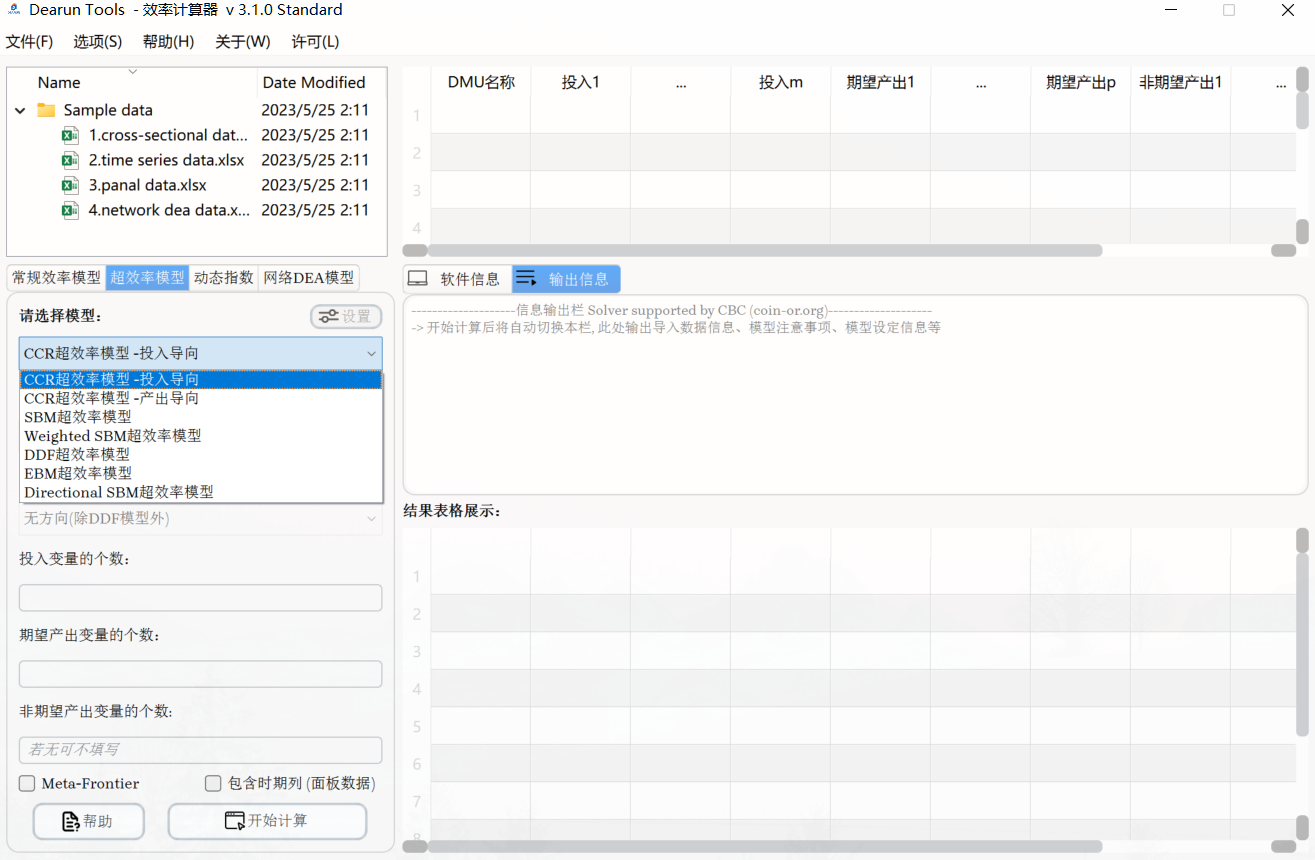 Dearun Tools - 效率计算器 v 3.1.0 Standard
文件(F) 选项(S) 帮助(H) 关于(W) 许可(L)
Name Date Modified
Sample data 2023/5/25 2:11
1.cross-sectional dat... 2023/5/25 2:11
2.time series data.xlsx 2023/5/25 2:11
3.panal data.xlsx 2023/5/25 2:11
4.network dea data.x... 2023/5/25 2:11
DMU名称 投入1 ... 投入m 期望产出1 ... 期望产出p 非期望产出1 ...
1
2
3
4
常规效率模型 超效率模型 动态指数 网络DEA模型
请选择模型: 设置
CCR超效率模型 -投入导向
CCR超效率模型 -投入导向
CCR超效率模型 -产出导向
SBM超效率模型
Weighted SBM超效率模型
DDF超效率模型
EBM超效率模型
Directional SBM超效率模型
无方向(除DDF模型外)
投入变量的个数:
期望产出变量的个数:
非期望产出变量的个数:
若无可不填写
Meta-Frontier 包含时期列 (面板数据)
帮助 开始计算
软件信息 输出信息
--------------------信息输出栏 Solver supported by CBC (coin-or.org)--------------------
-> 开始计算后将自动切换本栏, 此处输出导入数据信息、模型注意事项、模型设定信息等
结果表格展示:
1
2
3
4
5
6
7
8